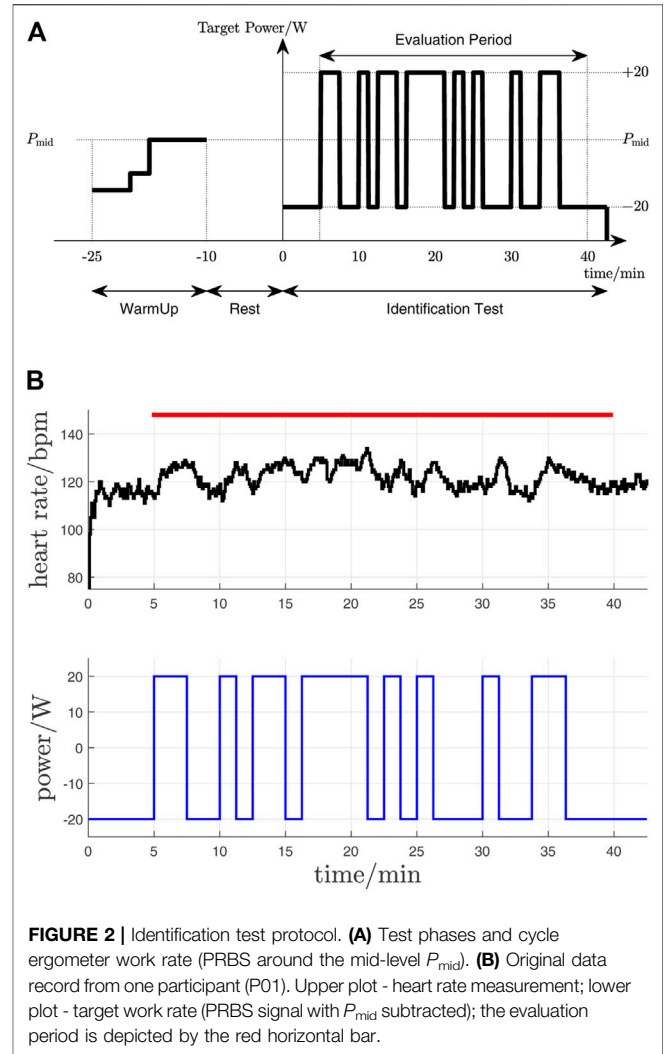 A
Target Power/W
Evaluation Period
+20
P_mid
P_mid
−20
-25
-10
0
10
20
30
40
time/min
WarmUp
Rest
Identification Test
B
heart rate/bpm
140
120
100
80
0
5
10
15
20
25
30
35
40
power/W
20
10
0
-10
-20
0
5
10
15
20
25
30
35
40
time/min
FIGURE 2 | Identification test protocol. (A) Test phases and cycle
ergometer work rate (PRBS around the mid-level P_mid). (B) Original data
record from one participant (P01). Upper plot - heart rate measurement; lower
plot - target work rate (PRBS signal with P_mid subtracted); the evaluation
period is depicted by the red horizontal bar.